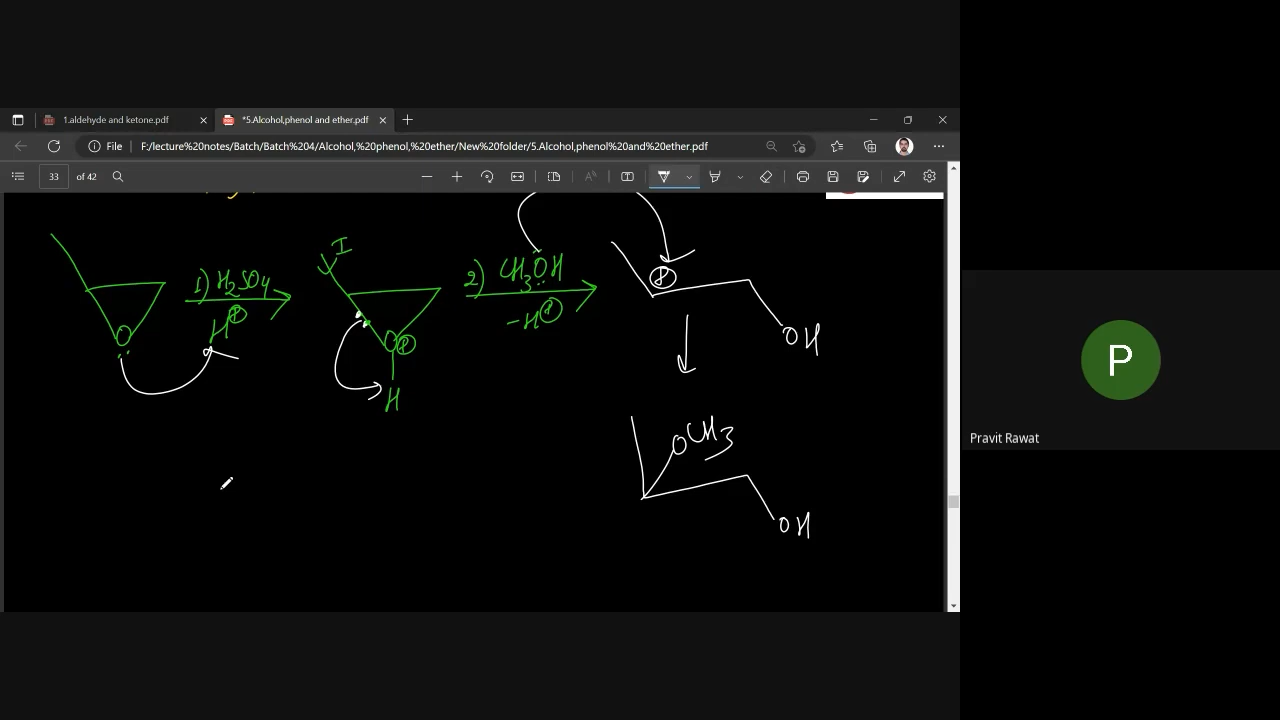 1.aldehyde and ketone.pdf
*5.Alcohol,phenol and ether.pdf
File
F:/lecture%20notes/Batch/Batch%204/Alcohol,%20phenol,%20ether/New%20folder/5.Alcohol,phenol%20and%20ether.pdf
33 of 42
I
1) H2SO4
H⊕
O
O⊕
H
2) CH3OH
-H⊕
⊕
OH
OCH3
OH
P
Pravit Rawat